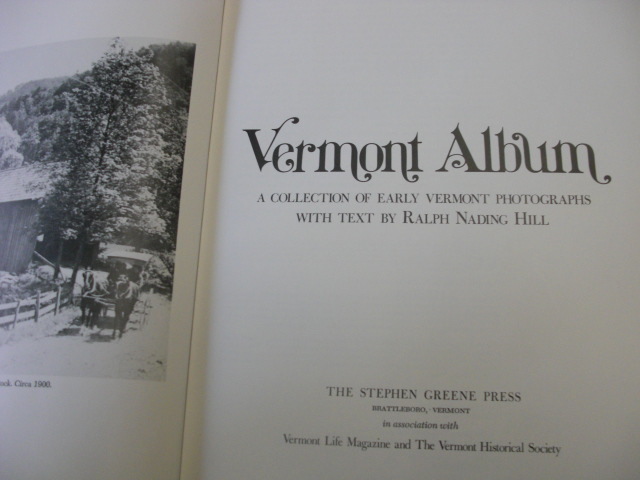 ock. Circa 1900.
Vermont Album
A COLLECTION OF EARLY VERMONT PHOTOGRAPHS
WITH TEXT BY RALPH NADING HILL
THE STEPHEN GREENE PRESS
BRATTLEBORO, VERMONT
in association with
Vermont Life Magazine and The Vermont Historical Society